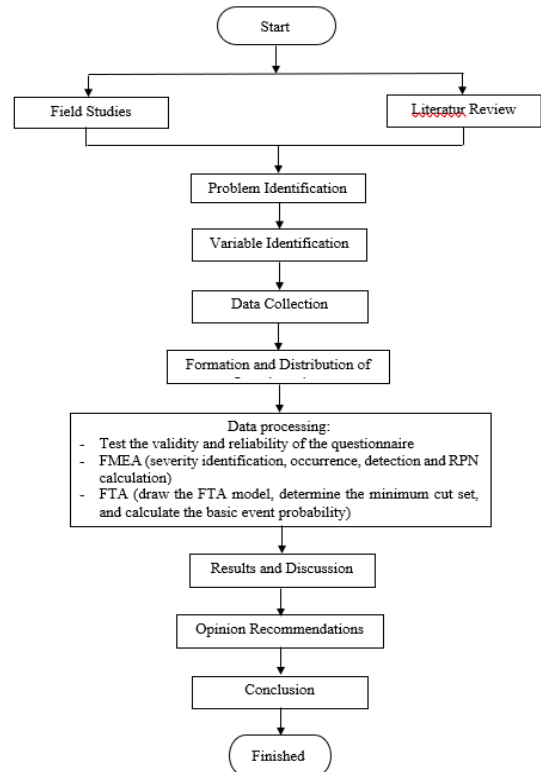 Start
Field Studies
Literatur Review
Problem Identification
Variable Identification
Data Collection
Formation and Distribution of
Data processing:
- Test the validity and reliability of the questionnaire
- FMEA (severity identification, occurrence, detection and RPN
calculation)
- FTA (draw the FTA model, determine the minimum cut set,
and calculate the basic event probability)
Results and Discussion
Opinion Recommendations
Conclusion
Finished